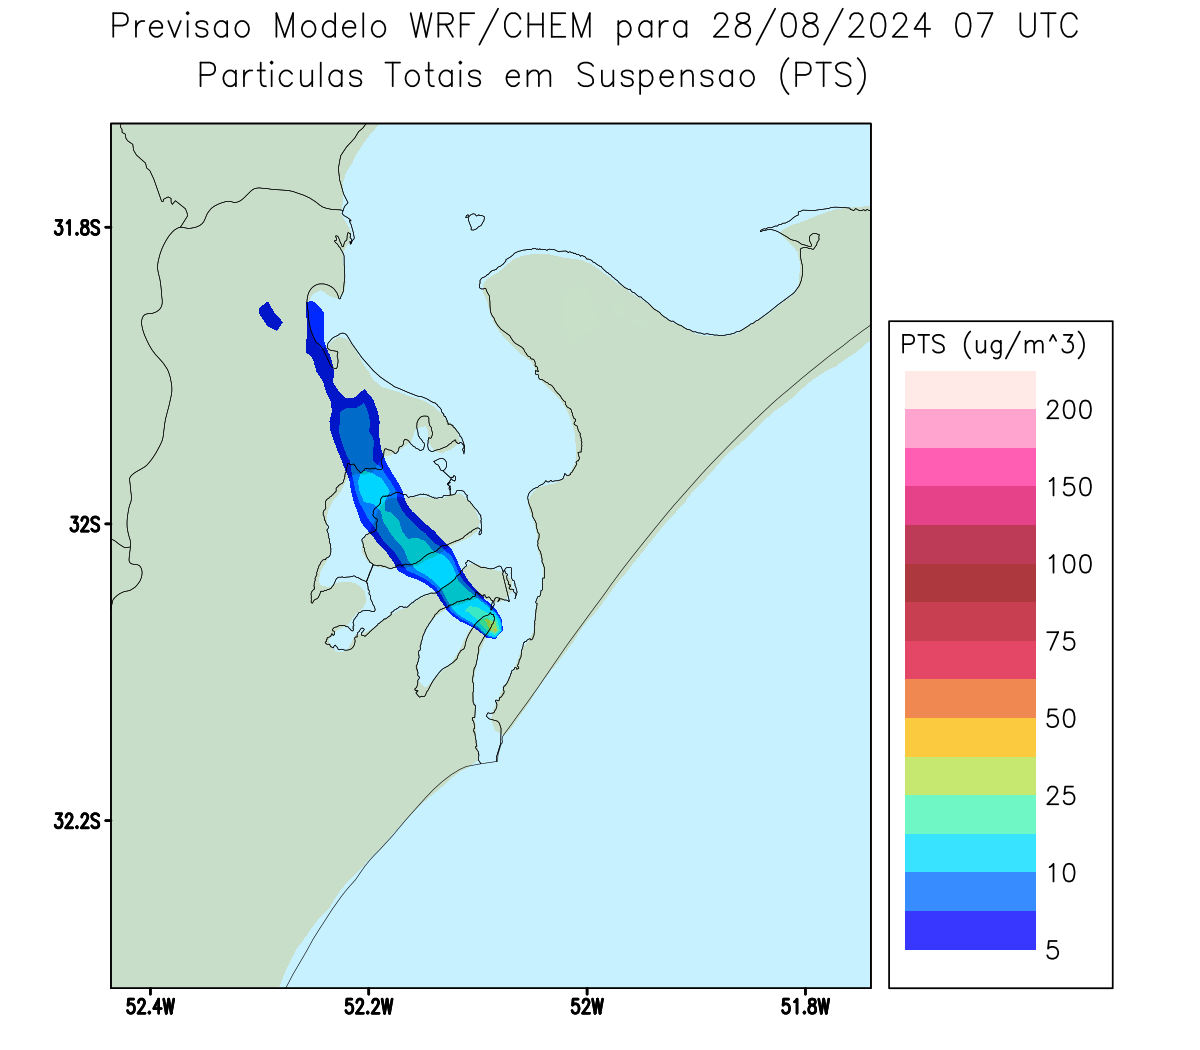 Previsao Modelo WRF/CHEM para 28/08/2024 07 UTC
Particulas Totais em Suspensao (PTS)
31.8S
32S
32.2S
52.4W 52.2W 52W 51.8W
PTS (ug/m^3)
200
150
100
75
50
25
10
5